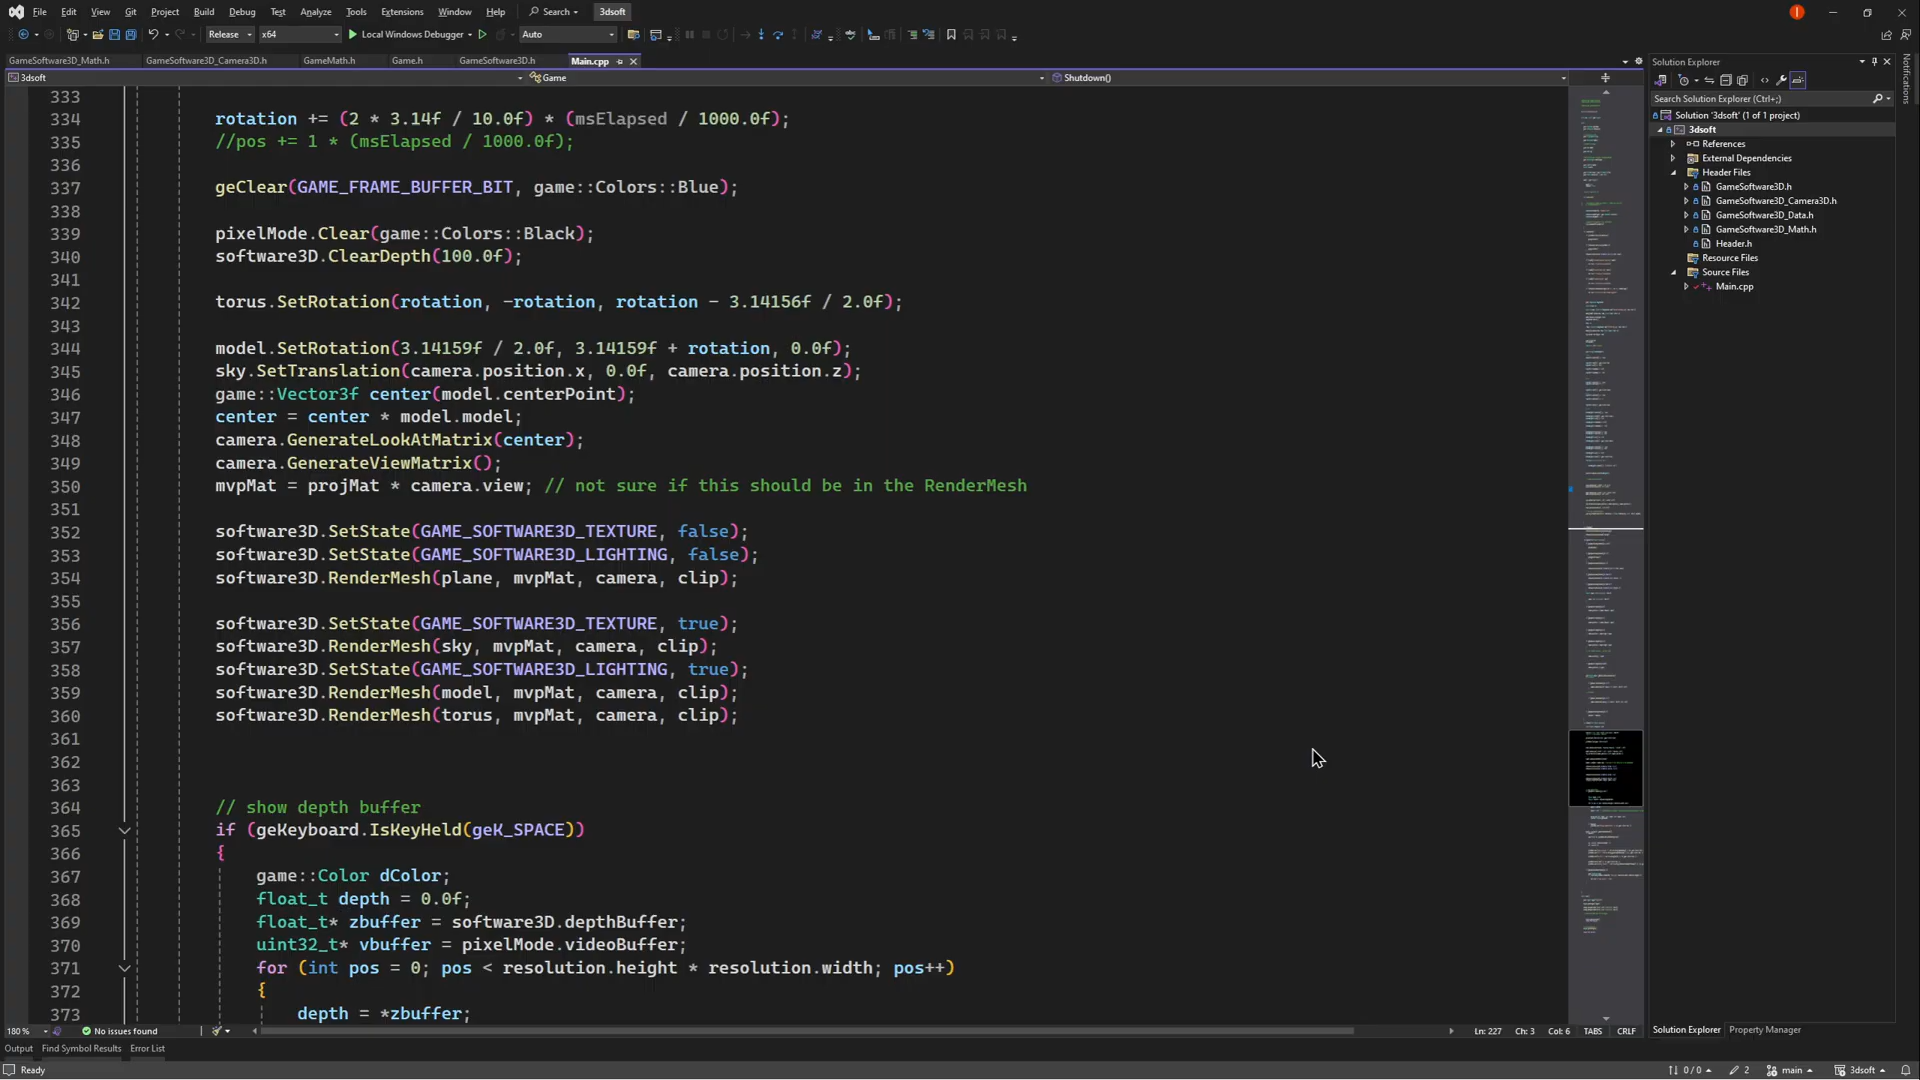 File Edit View Git Project Build Debug Test Analyze Tools Extensions Window Help Search 3dsoft
Release x64 Local Windows Debugger Auto
GameSoftware3D_Math.h GameSoftware3D_Camera3D.h GameMath.h Game.h GameSoftware3D.h Main.cpp
3dsoft Game Shutdown()
333
334 rotation += (2 * 3.14f / 10.0f) * (msElapsed / 1000.0f);
335 //pos += 1 * (msElapsed / 1000.0f);
336
337 geClear(GAME_FRAME_BUFFER_BIT, game::Colors::Blue);
338
339 pixelMode.Clear(game::Colors::Black);
340 software3D.ClearDepth(100.0f);
341
342 torus.SetRotation(rotation, -rotation, rotation - 3.14156f / 2.0f);
343
344 model.SetRotation(3.14159f / 2.0f, 3.14159f + rotation, 0.0f);
345 sky.SetTranslation(camera.position.x, 0.0f, camera.position.z);
346 game::Vector3f center(model.centerPoint);
347 center = center * model.model;
348 camera.GenerateLookAtMatrix(center);
349 camera.GenerateViewMatrix();
350 mvpMat = projMat * camera.view; // not sure if this should be in the RenderMesh
351
352 software3D.SetState(GAME_SOFTWARE3D_TEXTURE, false);
353 software3D.SetState(GAME_SOFTWARE3D_LIGHTING, false);
354 software3D.RenderMesh(plane, mvpMat, camera, clip);
355
356 software3D.SetState(GAME_SOFTWARE3D_TEXTURE, true);
357 software3D.RenderMesh(sky, mvpMat, camera, clip);
358 software3D.SetState(GAME_SOFTWARE3D_LIGHTING, true);
359 software3D.RenderMesh(model, mvpMat, camera, clip);
360 software3D.RenderMesh(torus, mvpMat, camera, clip);
361
362
363
364 // show depth buffer
365 if (geKeyboard.IsKeyHeld(geK_SPACE))
366 {
367 game::Color dColor;
368 float_t depth = 0.0f;
369 float_t* zbuffer = software3D.depthBuffer;
370 uint32_t* vbuffer = pixelMode.videoBuffer;
371 for (int pos = 0; pos < resolution.height * resolution.width; pos++)
372 {
373 depth = *zbuffer;
180 % No issues found Ln: 227 Ch: 3 Col: 6 TABS CRLF
Solution Explorer
Search Solution Explorer (Ctrl+;)
Solution '3dsoft' (1 of 1 project)
3dsoft
References
External Dependencies
Header Files
GameSoftware3D.h
GameSoftware3D_Camera3D.h
GameSoftware3D_Data.h
GameSoftware3D_Math.h
Header.h
Resource Files
Source Files
Main.cpp
Solution Explorer Property Manager
Notifications
Output Find Symbol Results Error List
Ready 0 / 0 2 main 3dsoft